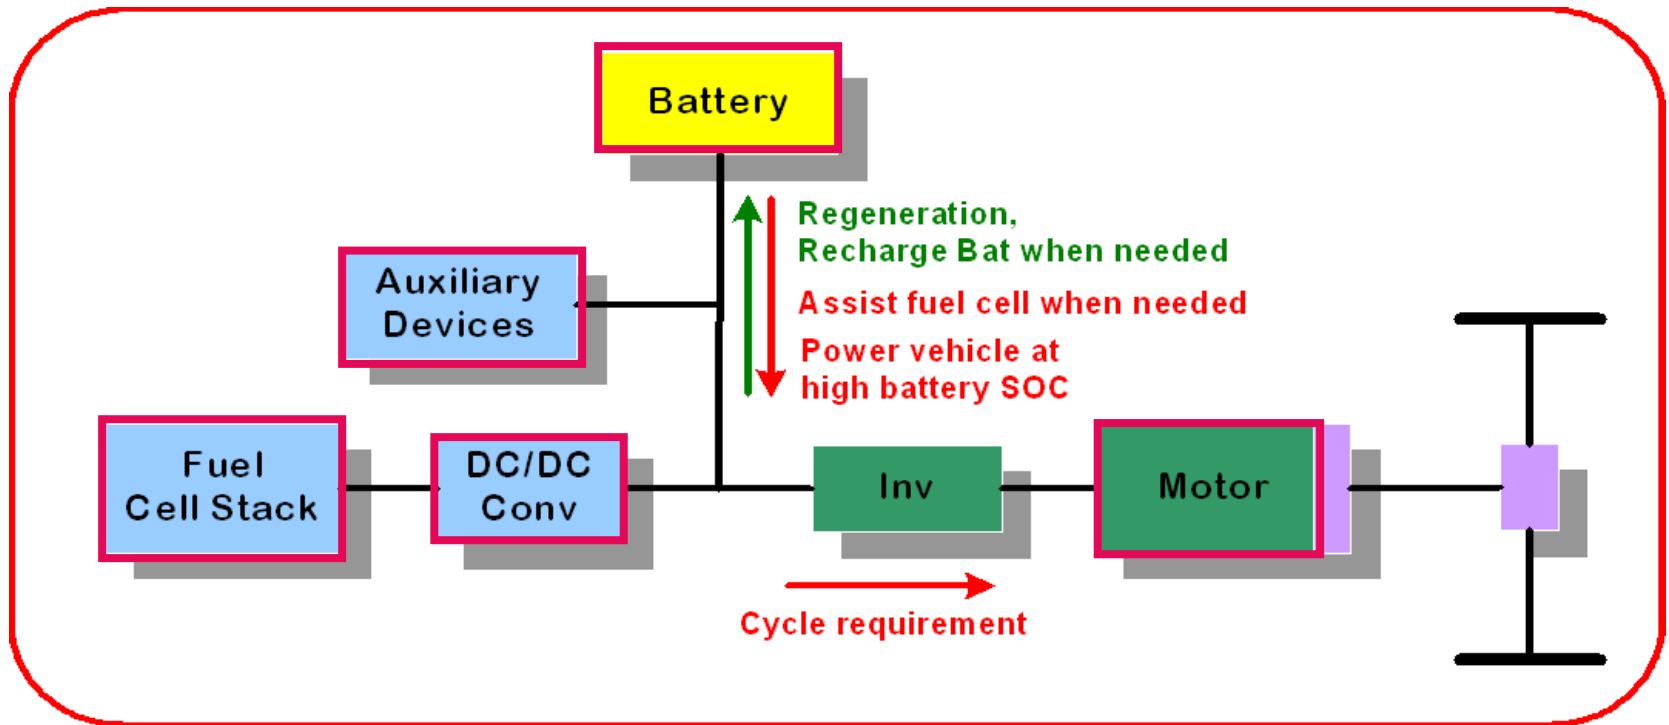 Battery
Regeneration,
Recharge Bat when needed
Auxiliary
Devices
Assist fuel cell when needed
Power vehicle at
high battery SOC
Fuel
Cell Stack
DC/DC
Conv
Inv
Motor
Cycle requirement